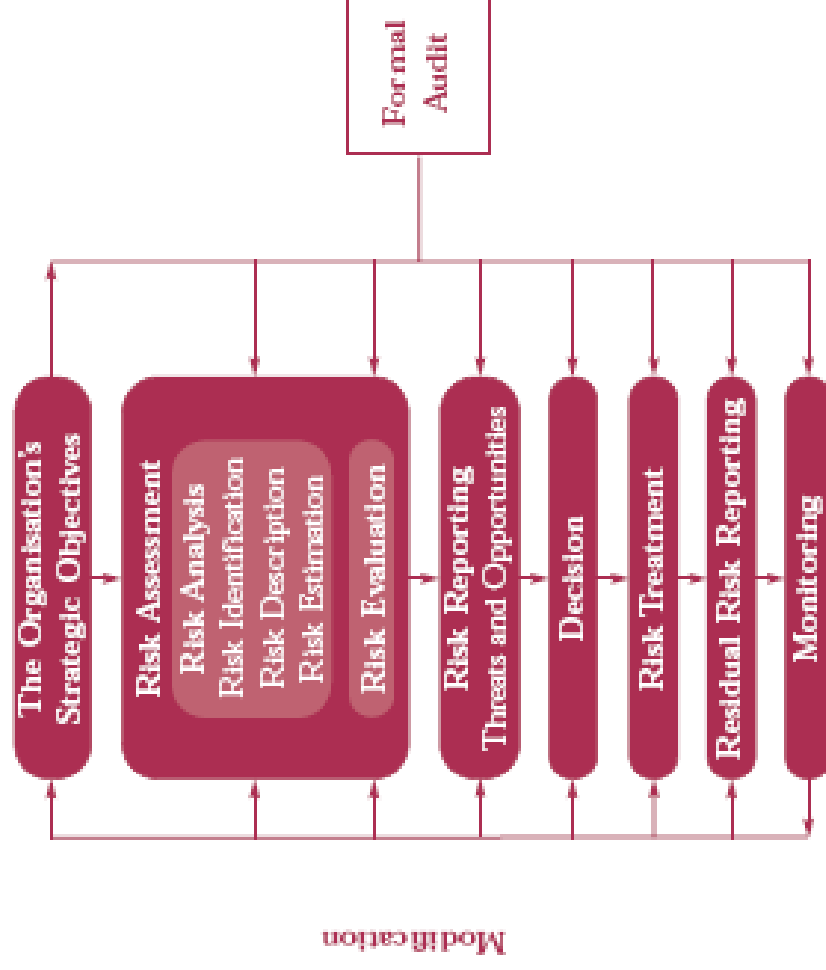 Formal
Audit
The Organisation's
Strategic Objectives
Risk Assessment
Risk Analysis
Risk Identification
Risk Description
Risk Estimation
Risk Evaluation
Risk Reporting
Threats and Opportunities
Decision
Risk Treatment
Residual Risk Reporting
Monitoring
Modification